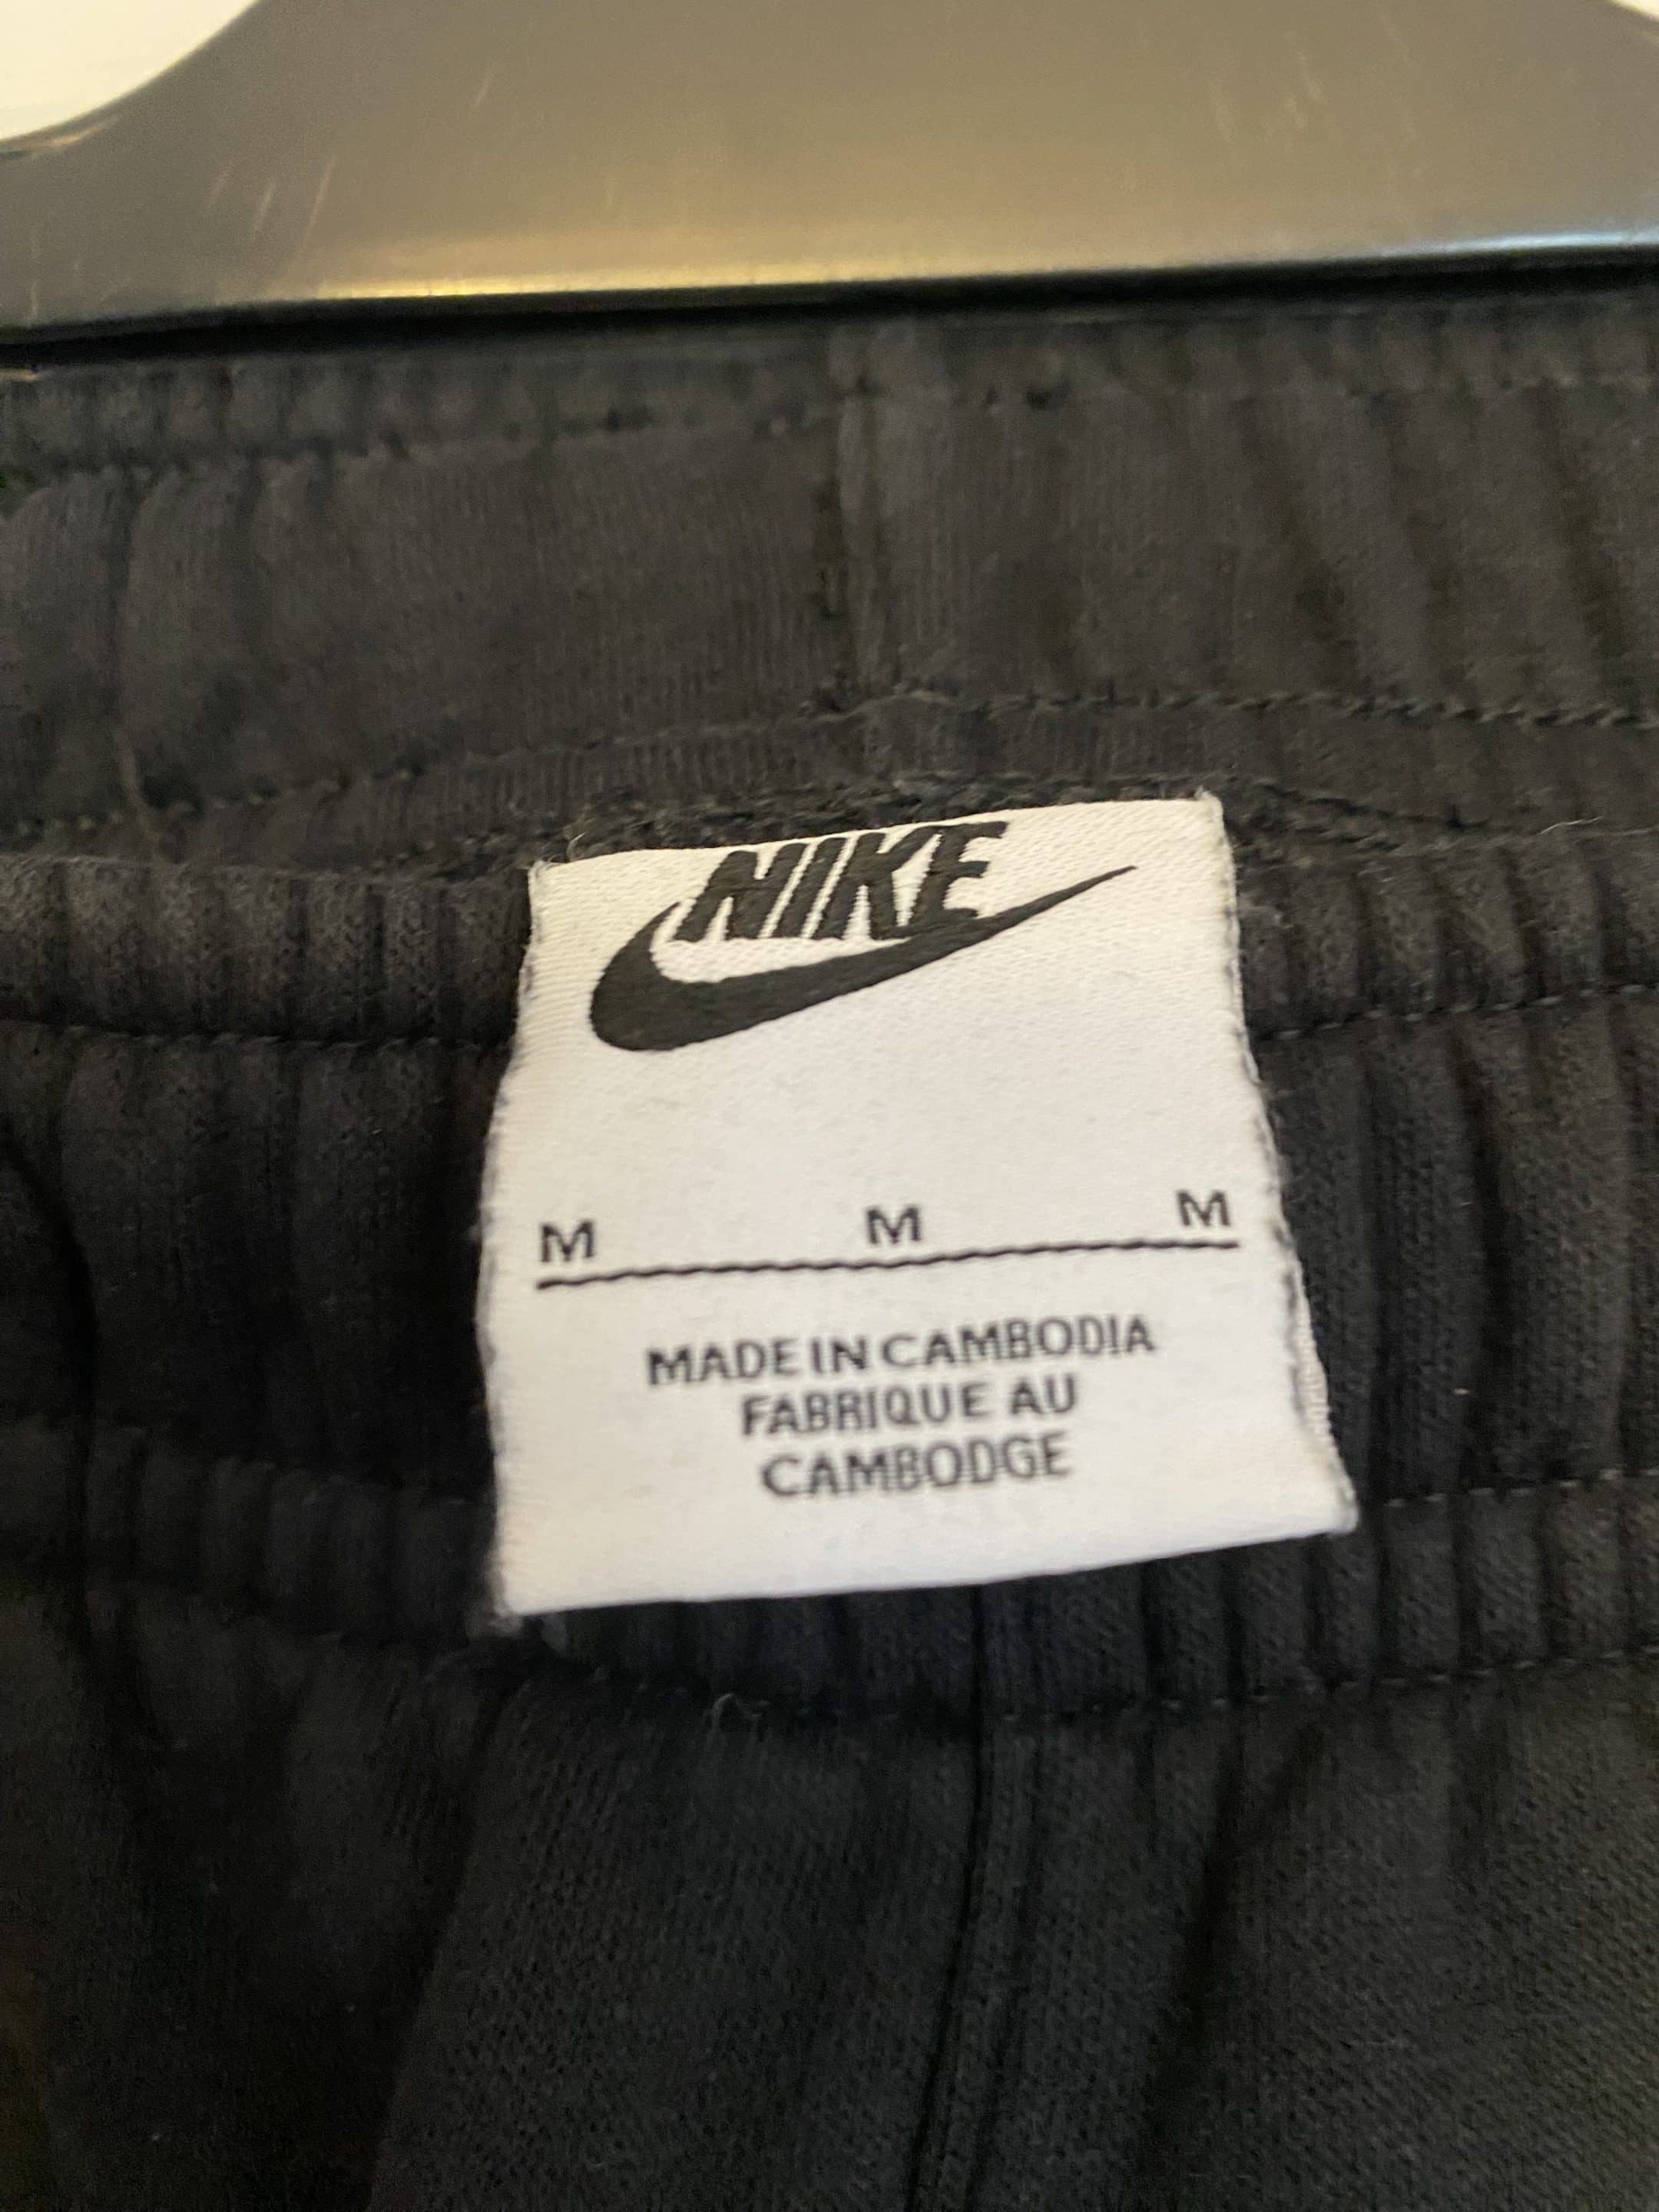 NIKE
M M M
MADE IN CAMBODIA
FABRIQUE AU
CAMBODGE